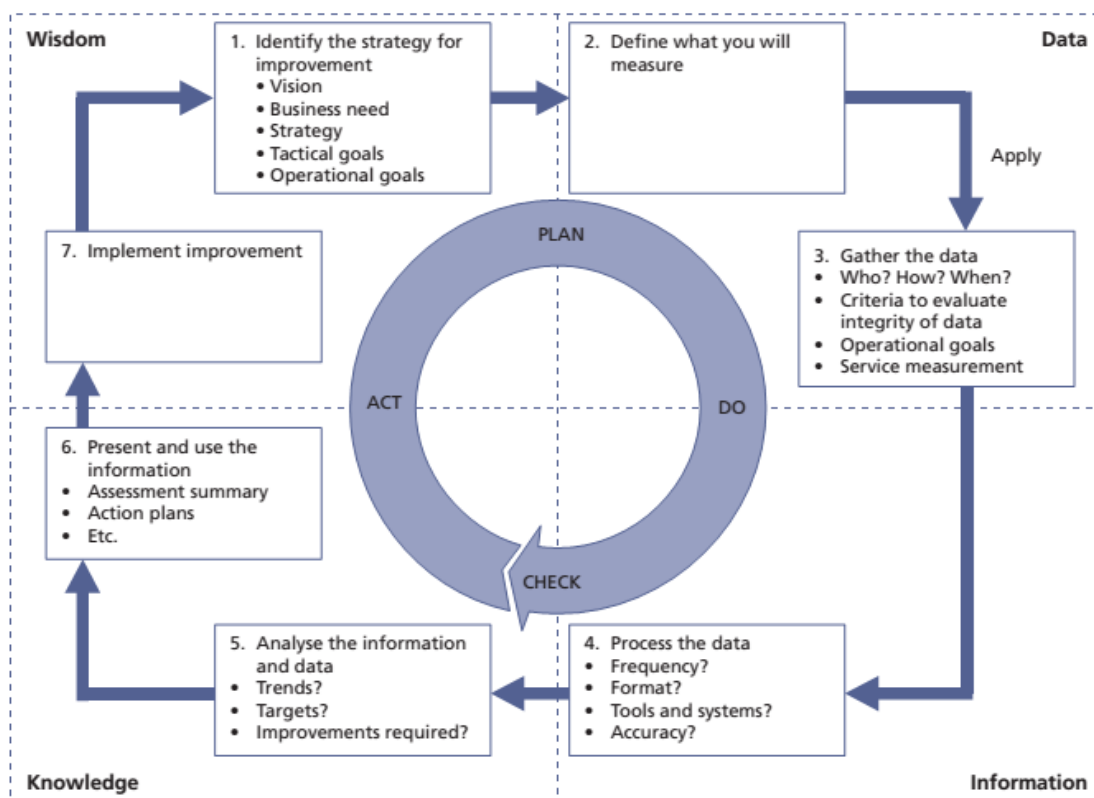 Wisdom
1. Identify the strategy for
improvement
• Vision
• Business need
• Strategy
• Tactical goals
• Operational goals
2. Define what you will
measure
Data
Apply
3. Gather the data
• Who? How? When?
• Criteria to evaluate
integrity of data
• Operational goals
• Service measurement
7. Implement improvement
PLAN
DO
CHECK
ACT
6. Present and use the
information
• Assessment summary
• Action plans
• Etc.
5. Analyse the information
and data
• Trends?
• Targets?
• Improvements required?
4. Process the data
• Frequency?
• Format?
• Tools and systems?
• Accuracy?
Knowledge
Information